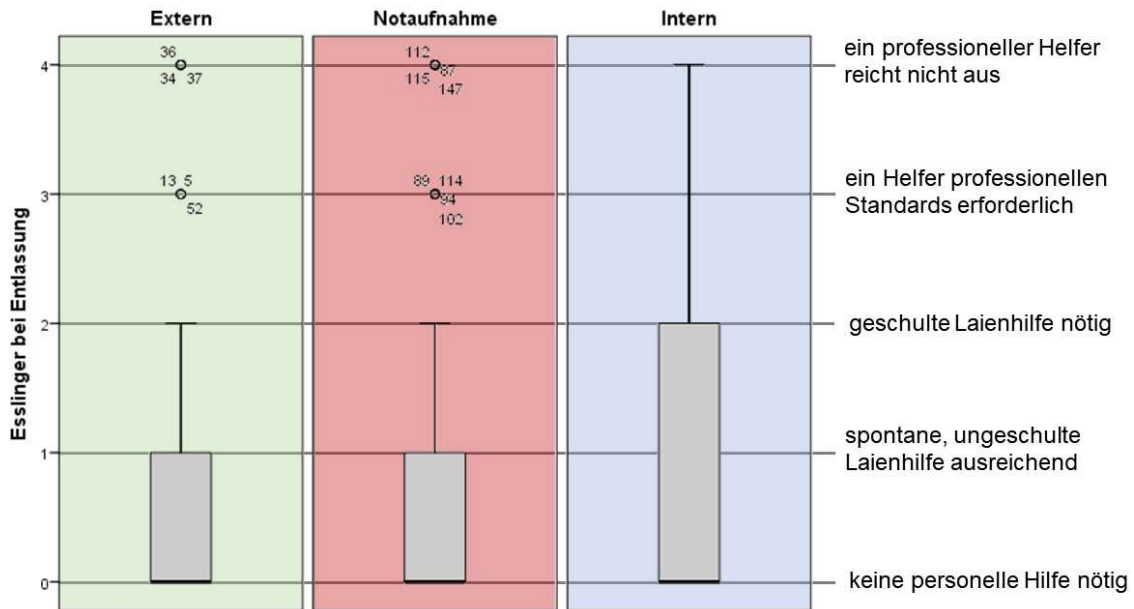 Extern
Notaufnahme
Intern
Esslinger bei Entlassung
4
3
2
1
0
36
34 37
13 5
52
112
87
115
147
89 114
94
102
ein professioneller Helfer
reicht nicht aus
ein Helfer professionellen
Standards erforderlich
geschulte Laienhilfe nötig
spontane, ungeschulte
Laienhilfe ausreichend
keine personelle Hilfe nötig